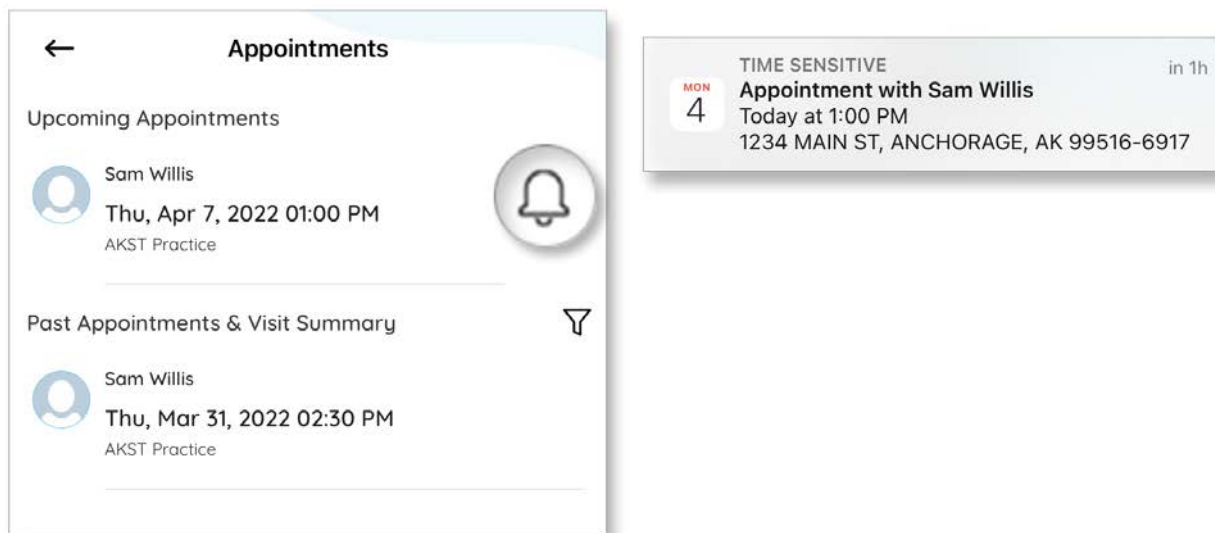 Appointments
Upcoming Appointments
Sam Willis
Thu, Apr 7, 2022 01:00 PM
AKST Practice
Past Appointments & Visit Summary
Sam Willis
Thu, Mar 31, 2022 02:30 PM
AKST Practice
TIME SENSITIVE
in 1h
MON
4
Appointment with Sam Willis
Today at 1:00 PM
1234 MAIN ST, ANCHORAGE, AK 99516-6917